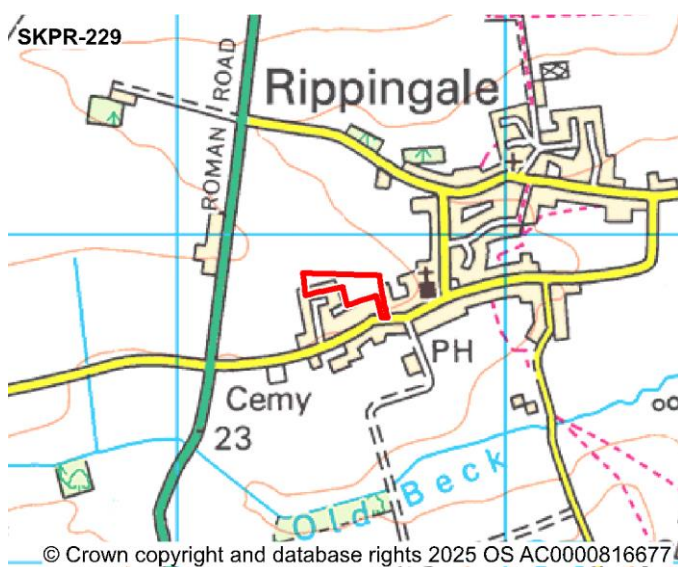 SKPR-229
ROMAN ROAD
Rippingale
PH
Cemy
23
Old Beck
© Crown copyright and database rights 2025 OS AC0000816677